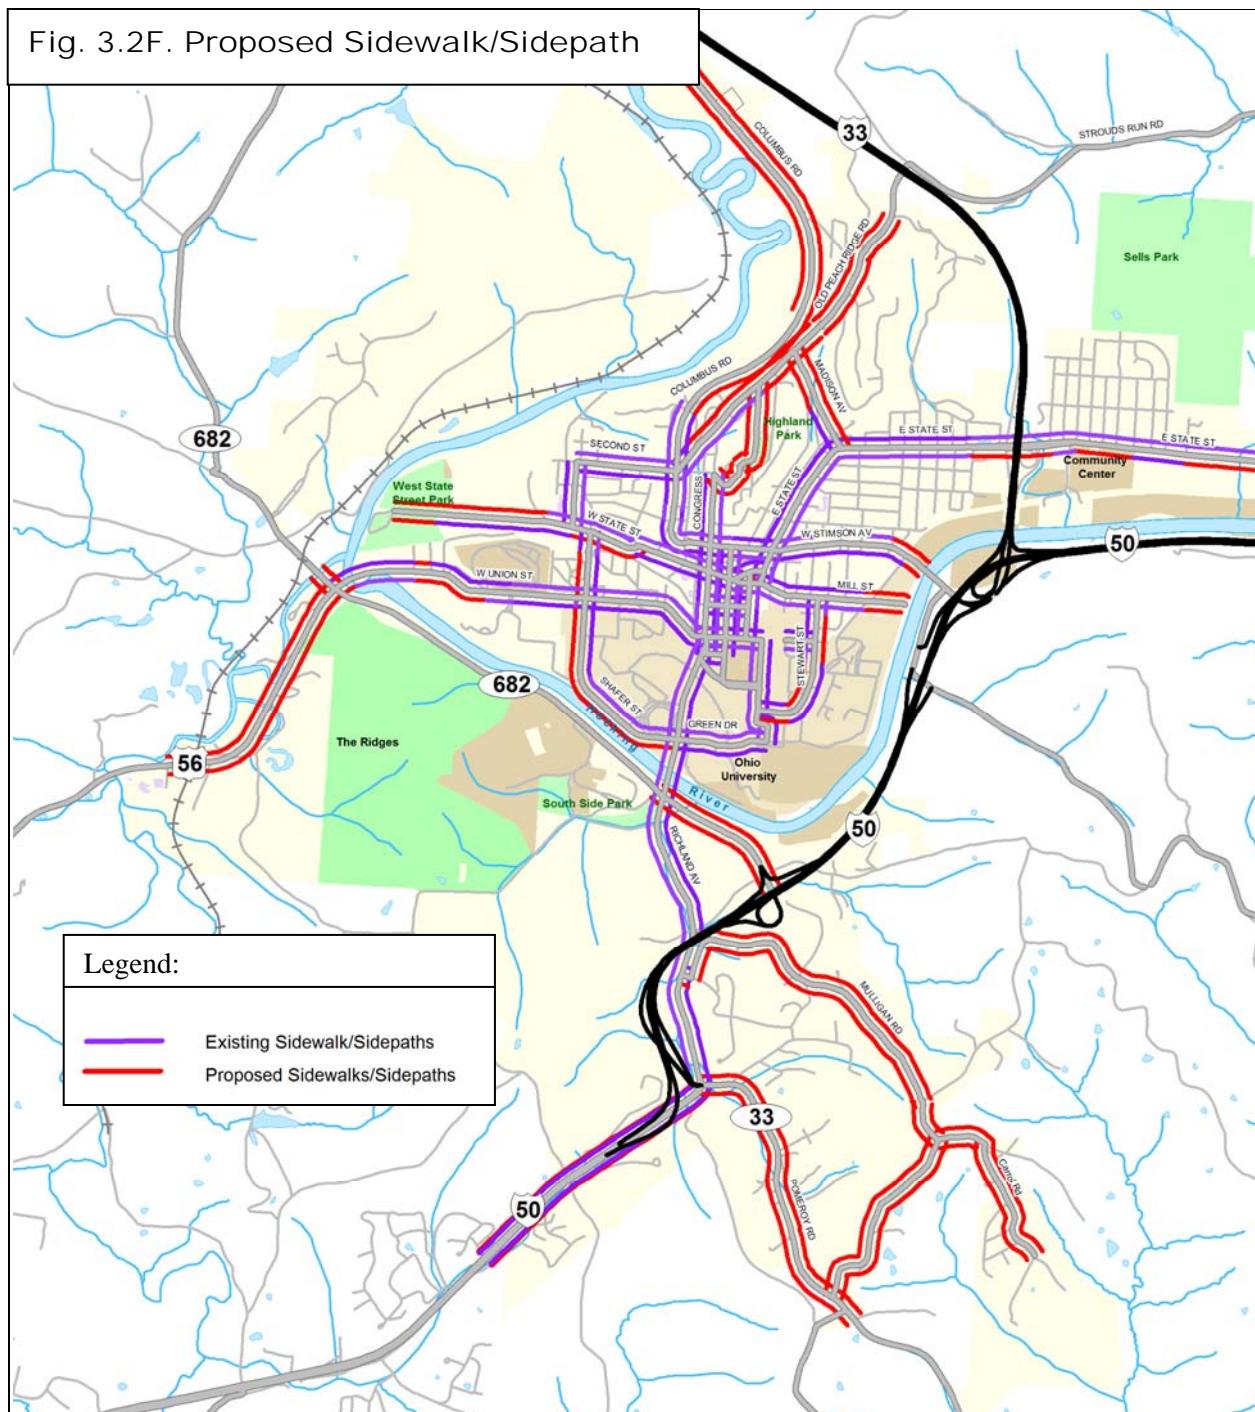 Fig. 3.2F. Proposed Sidewalk/Sidepath
33
STROUDS RUN RD
COLUMBUS RD
OLD PEACH RIDGE RD
Sells Park
COLUMBUS RD
MADISON AV
682
SECOND ST
Highland
Park
E STATE ST
E STATE ST
Community
Center
West State
Street Park
CONGRESS
E STATE ST
W STATE ST
W STIMSON AV
50
W UNION ST
MILL ST
STEWART ST
682
SHAFER ST
Hocking
GREEN DR
The Ridges
56
Ohio
University
South Side Park
River
50
RICHLAND AV
Legend:
Existing Sidewalk/Sidepaths
Proposed Sidewalks/Sidepaths
MULLIGAN RD
33
Carrol Rd
POMEROY RD
50